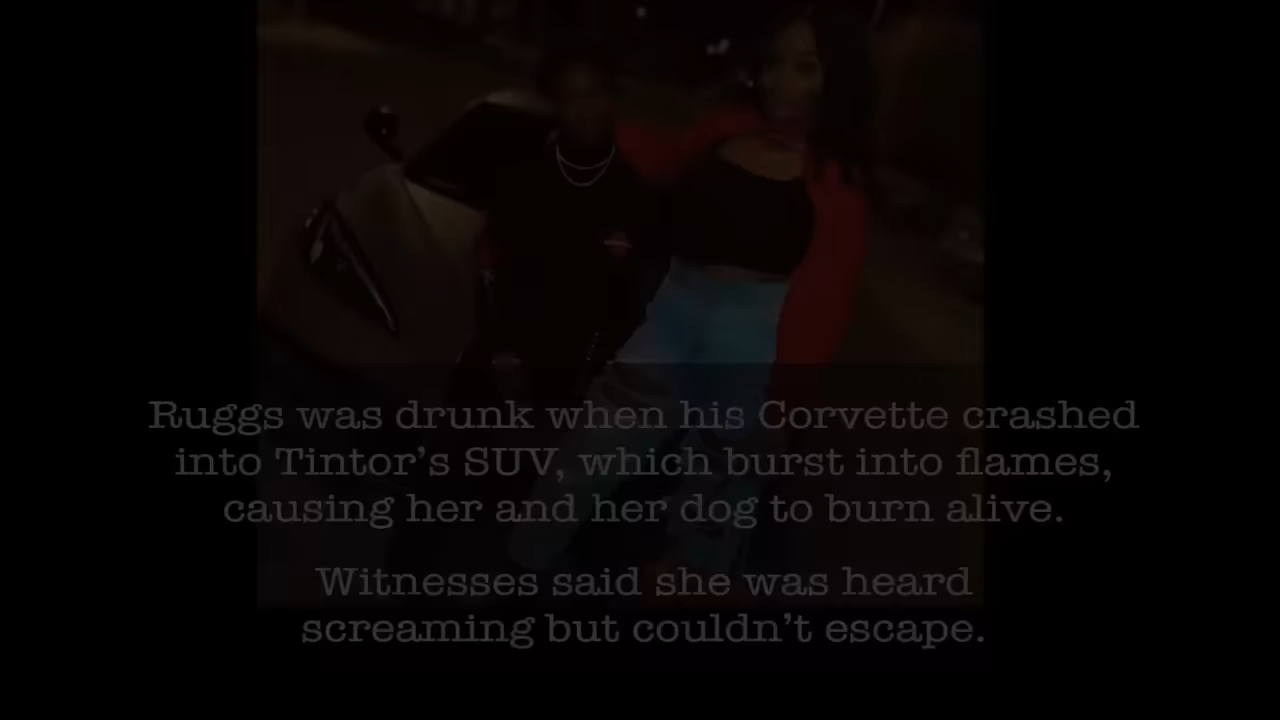 Ruggs was drunk when his Corvette crashed
into Tintor’s SUV, which burst into flames,
causing her and her dog to burn alive.
Witnesses said she was heard
screaming but couldn’t escape.